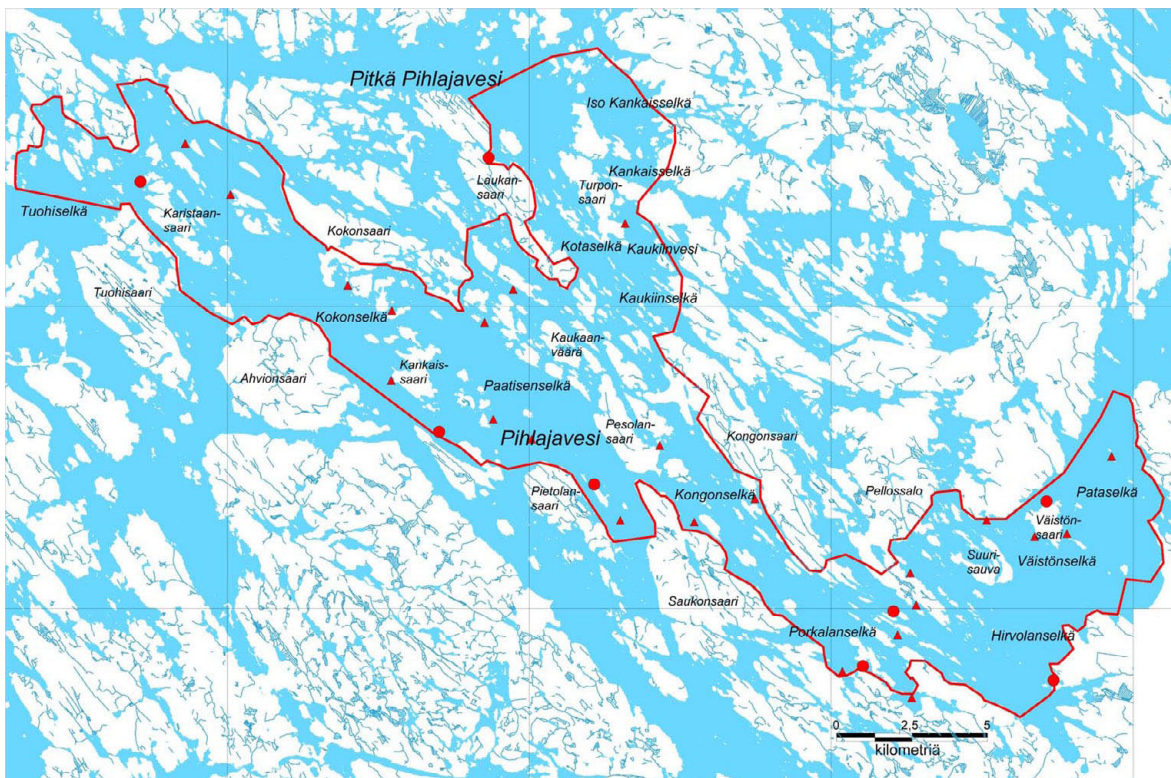 Pitkä Pihlajavesi
Iso Kankaisselkä
Kankaisselkä
Laukan-
saari
Turpon-
saari
Tuohiselkä
Karistaan-
saari
Kokonsaari
Kotaselkä
Kaukiinvesi
Tuohisaari
Kaukiinselkä
Kokonselkä
Kaukaan-
väärä
Ahvionsaari
Kankais-
saari
Paatisenselkä
Pihlajavesi
Pesolan-
saari
Kongonsaari
Pietolan-
saari
Kongonselkä
Pellossalo
Pataselkä
Väistön-
saari
Suuri-
sauva
Väistönselkä
Saukonsaari
Porkalanselkä
Hirvolanselkä
0 2,5 5
kilometriä